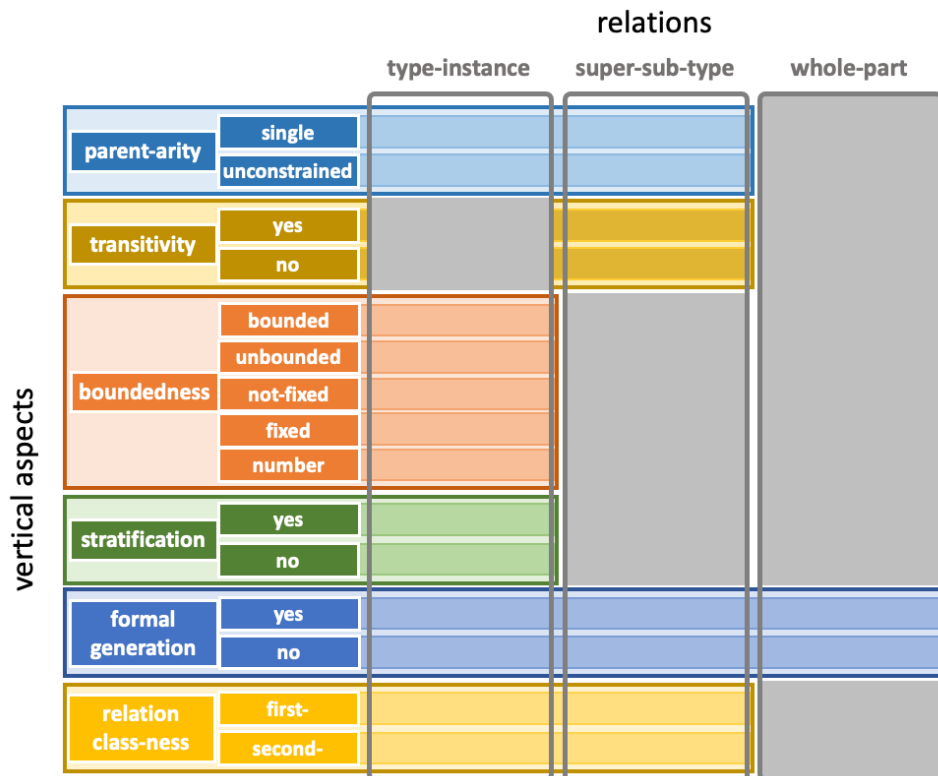 relations
type-instance super-sub-type whole-part
vertical aspects
parent-arity
single
unconstrained
transitivity
yes
no
boundedness
bounded
unbounded
not-fixed
fixed
number
stratification
yes
no
formal
generation
yes
no
relation
class-ness
first-
second-